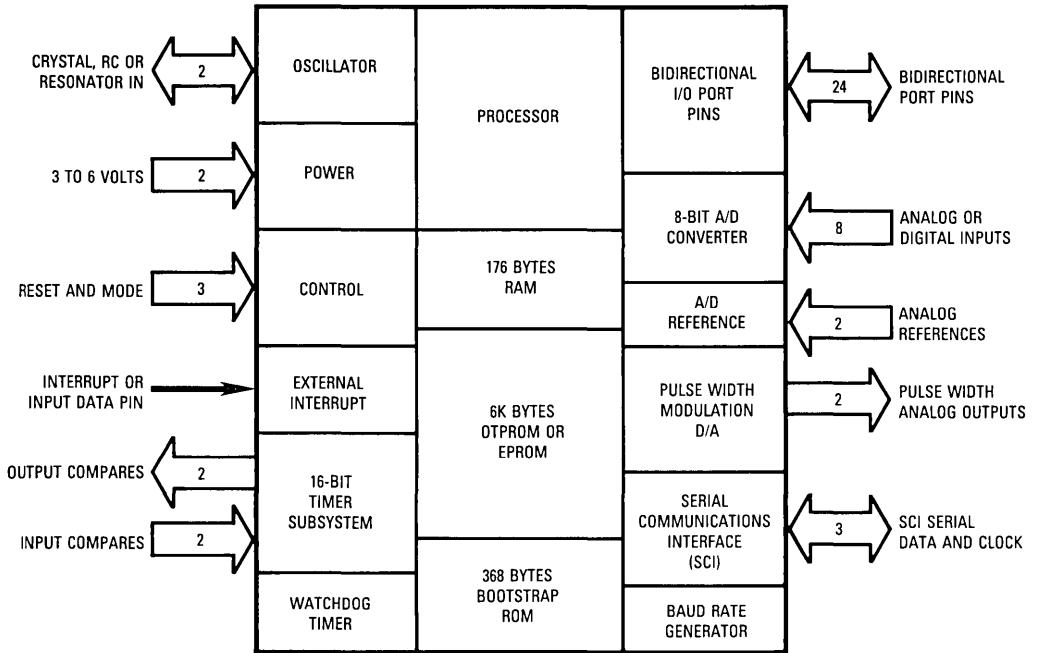 CRYSTAL, RC OR
RESONATOR IN
2
3 TO 6 VOLTS
2
RESET AND MODE
3
INTERRUPT OR
INPUT DATA PIN
OUTPUT COMPARES
2
INPUT COMPARES
2
OSCILLATOR
POWER
CONTROL
EXTERNAL
INTERRUPT
16-BIT
TIMER
SUBSYSTEM
WATCHDOG
TIMER
PROCESSOR
176 BYTES
RAM
6K BYTES
OTPROM OR
EPROM
368 BYTES
BOOTSTRAP
ROM
BIDIRECTIONAL
I/O PORT
PINS
8-BIT A/D
CONVERTER
A/D
REFERENCE
PULSE WIDTH
MODULATION
D/A
SERIAL
COMMUNICATIONS
INTERFACE
(SCI)
BAUD RATE
GENERATOR
24
BIDIRECTIONAL
PORT PINS
8
ANALOG OR
DIGITAL INPUTS
2
ANALOG
REFERENCES
2
PULSE WIDTH
ANALOG OUTPUTS
3
SCI SERIAL
DATA AND CLOCK